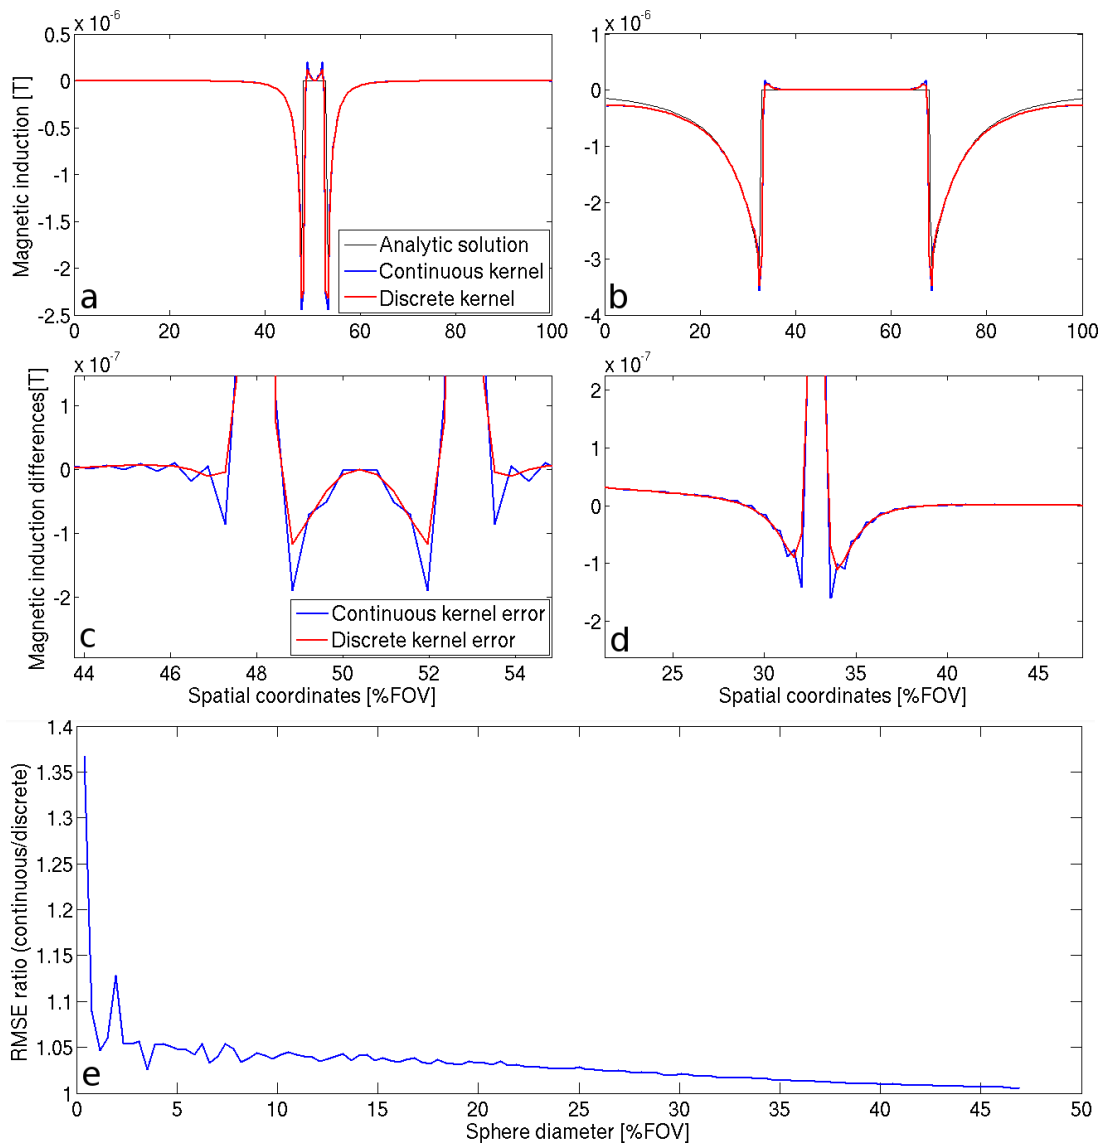 x 10^-6
0.5
0
-0.5
-1
-1.5
-2
-2.5
Magnetic induction [T]
Analytic solution
Continuous kernel
Discrete kernel
a
0 20 40 60 80 100
x 10^-6
1
0
-1
-2
-3
-4
b
0 20 40 60 80 100
x 10^-7
1
0
-1
-2
Magnetic induction differences[T]
Continuous kernel error
Discrete kernel error
c
44 46 48 50 52 54
Spatial coordinates [%FOV]
x 10^-7
2
1
0
-1
-2
d
25 30 35 40 45
Spatial coordinates [%FOV]
1.4
1.35
1.3
1.25
1.2
1.15
1.1
1.05
1
RMSE ratio (continuous/discrete)
e
0 5 10 15 20 25 30 35 40 45 50
Sphere diameter [%FOV]